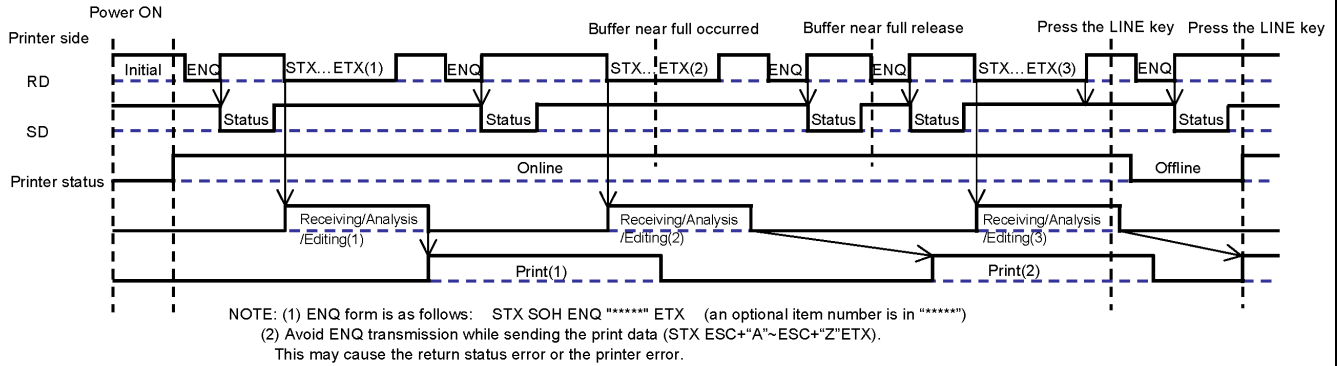 Power ON
Buffer near full occurred
Buffer near full release
Press the LINE key
Press the LINE key
Printer side
Initial
ENQ
STX...ETX(1)
ENQ
STX...ETX(2)
ENQ
ENQ
STX...ETX(3)
ENQ
RD
Status
Status
Status
Status
Status
SD
Online
Offline
Printer status
Receiving/Analysis
/Editing(1)
Receiving/Analysis
/Editing(2)
Receiving/Analysis
/Editing(3)
Print(1)
Print(2)
NOTE: (1) ENQ form is as follows: STX SOH ENQ "*****" ETX (an optional item number is in “*****”)
(2) Avoid ENQ transmission while sending the print data (STX ESC+“A”~ESC+“Z”ETX).
This may cause the return status error or the printer error.